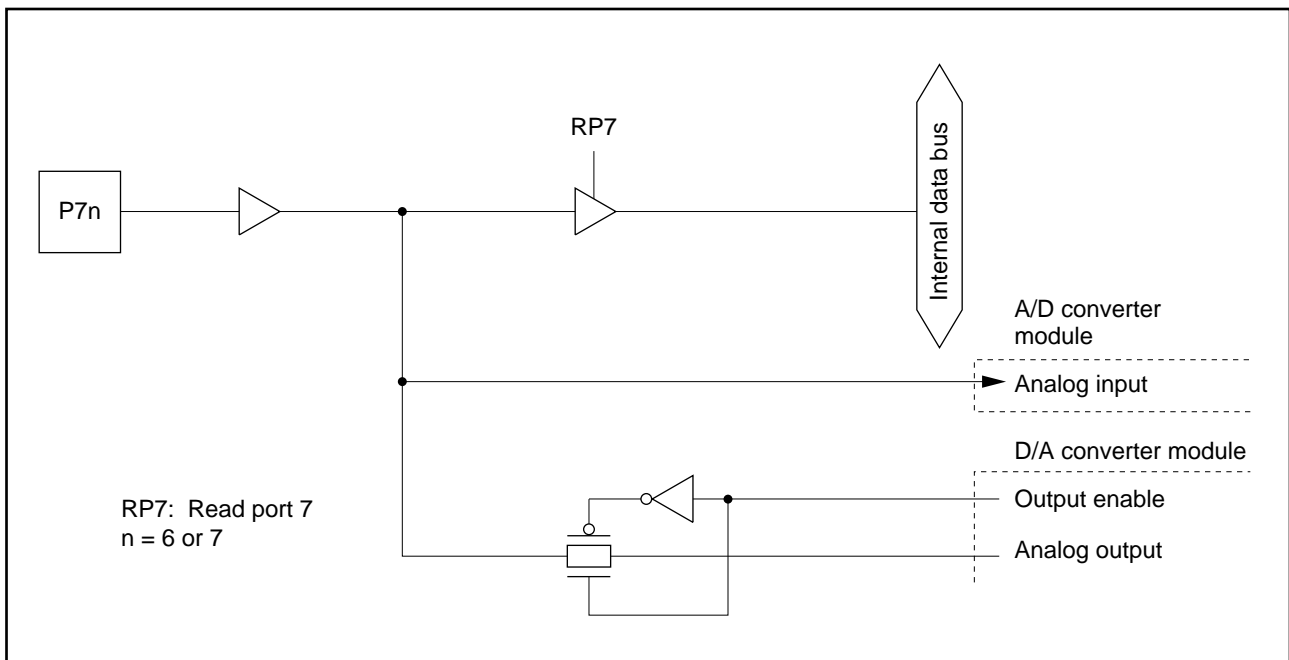 RP7
P7n
Internal data bus
A/D converter
module
Analog input
D/A converter module
Output enable
Analog output
RP7: Read port 7
n = 6 or 7